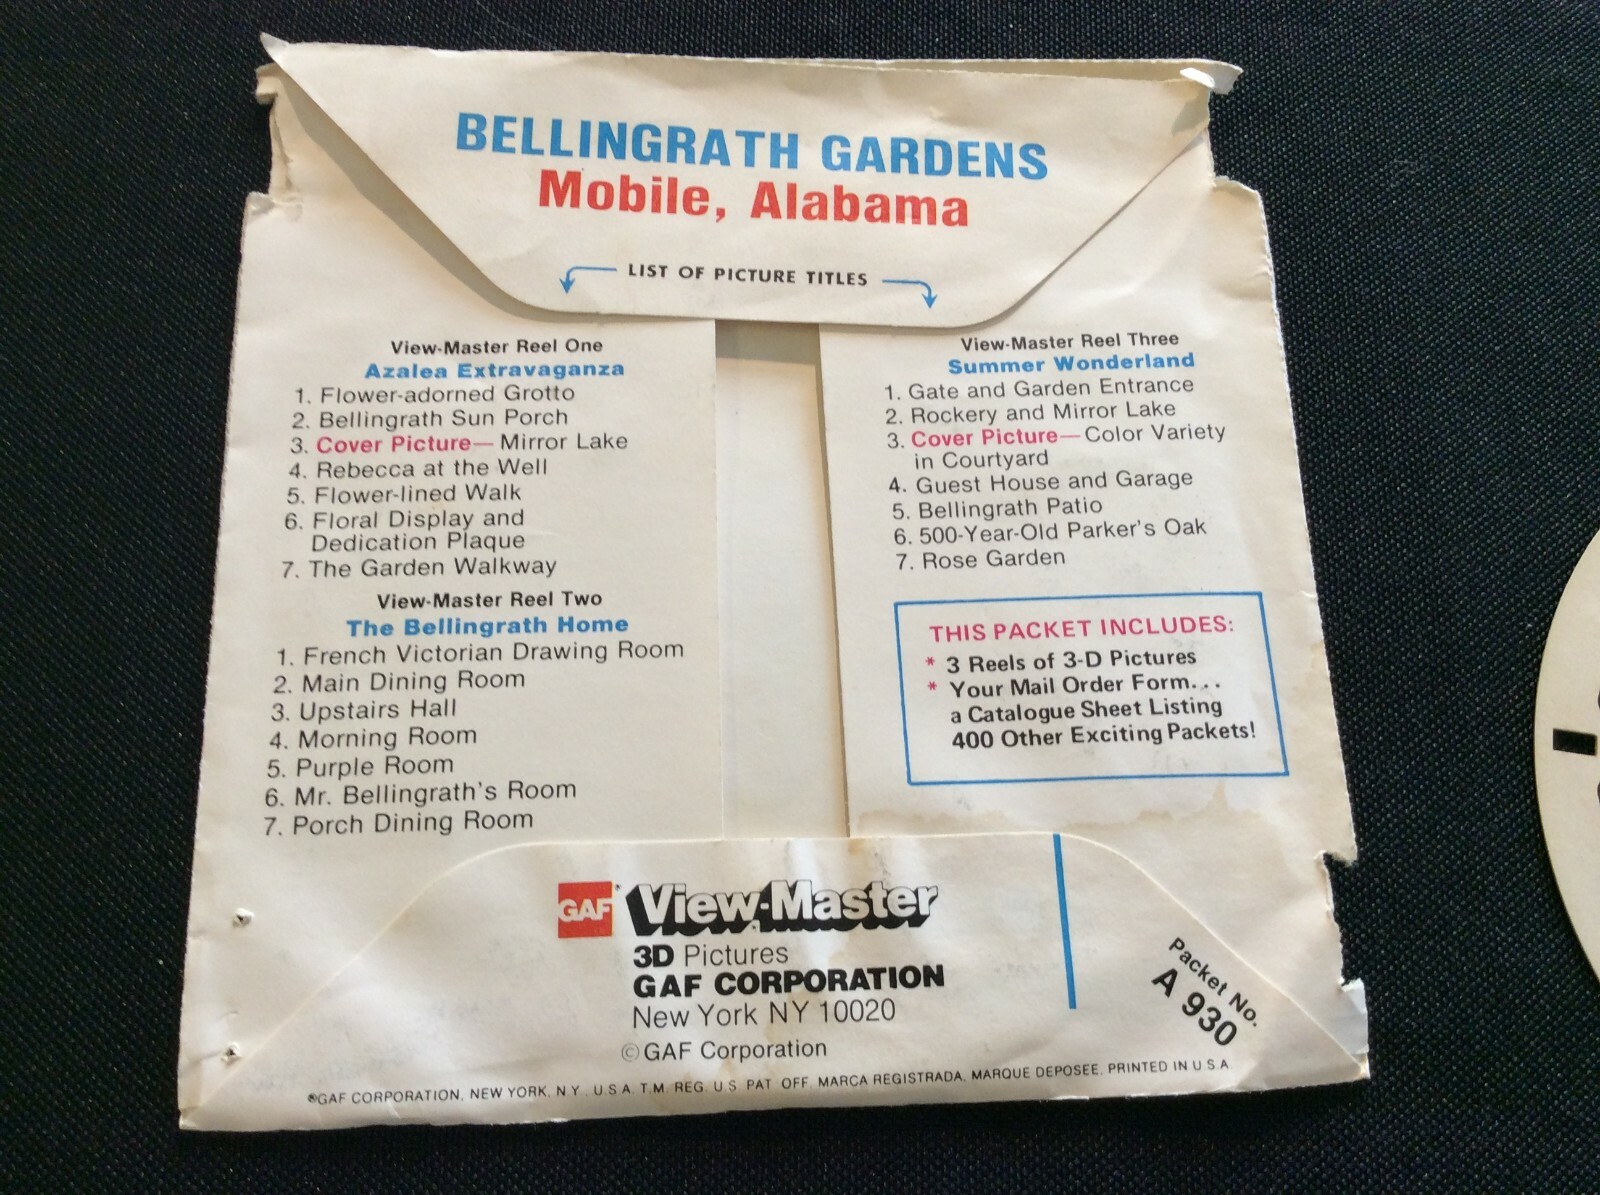 BELLINGRATH GARDENS
Mobile, Alabama
LIST OF PICTURE TITLES
View-Master Reel One
Azalea Extravaganza
1. Flower-adorned Grotto
2. Bellingrath Sun Porch
3. Cover Picture— Mirror Lake
4. Rebecca at the Well
5. Flower-lined Walk
6. Floral Display and
Dedication Plaque
7. The Garden Walkway
View-Master Reel Two
The Bellingrath Home
1. French Victorian Drawing Room
2. Main Dining Room
3. Upstairs Hall
4. Morning Room
5. Purple Room
6. Mr. Bellingrath's Room
7. Porch Dining Room
View-Master Reel Three
Summer Wonderland
1. Gate and Garden Entrance
2. Rockery and Mirror Lake
3. Cover Picture—Color Variety
in Courtyard
4. Guest House and Garage
5. Bellingrath Patio
6. 500-Year-Old Parker's Oak
7. Rose Garden
THIS PACKET INCLUDES:
* 3 Reels of 3-D Pictures
* Your Mail Order Form...
a Catalogue Sheet Listing
400 Other Exciting Packets!
GAF® View-Master
3D Pictures
GAF CORPORATION
New York NY 10020
© GAF Corporation
Packet No.
A 930
®GAF CORPORATION, NEW YORK, N.Y., U.S.A. T.M. REG. U.S. PAT. OFF. MARCA REGISTRADA, MARQUE DEPOSEE. PRINTED IN U.S.A.